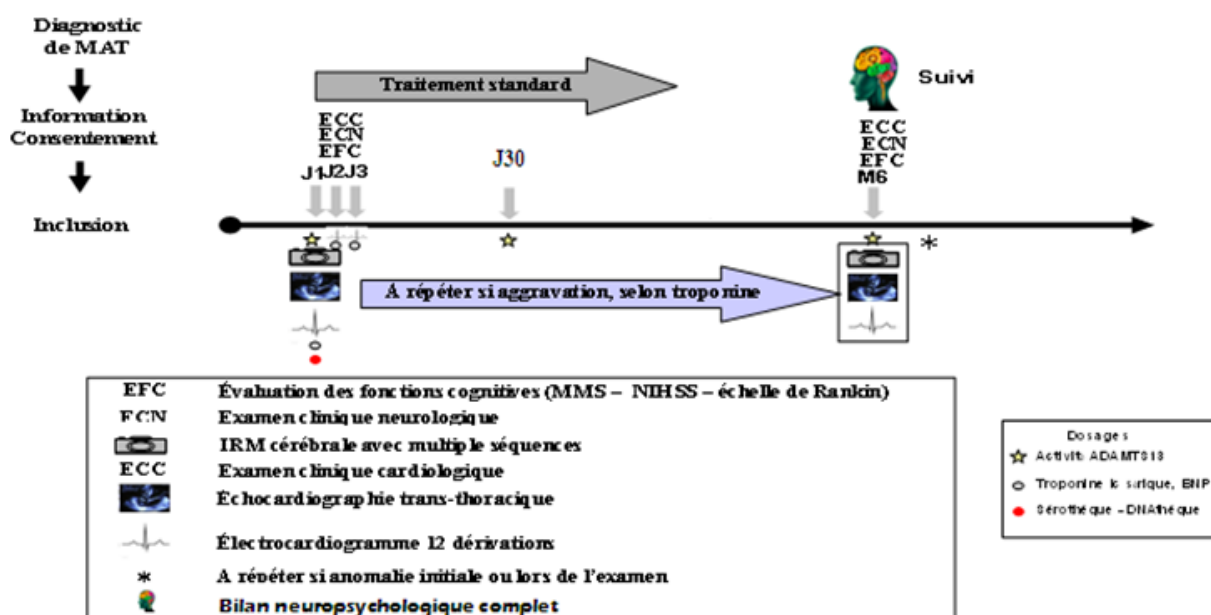 Diagnostic
de MAT
Information
Consentement
Inclusion
Traitement standard
Suivi
ECC
ECN
EFC
J1 J2 J3
J30
ECC
ECN
EFC
M6
*
A répéter si aggravation, selon troponine
EFC Évaluation des fonctions cognitives (MMS – NIHSS – échelle de Rankin)
ECN Examen clinique neurologique
IRM cérébrale avec multiple séquences
ECC Examen clinique cardiologique
Échocardiographie trans-thoracique
Électrocardiogramme 12 dérivations
* A répéter si anomalie initiale ou lors de l'examen
Bilan neuropsychologique complet
Dosages
ADAMTS13
Troponine Ic BNP
Sérothèque - DNAthèque